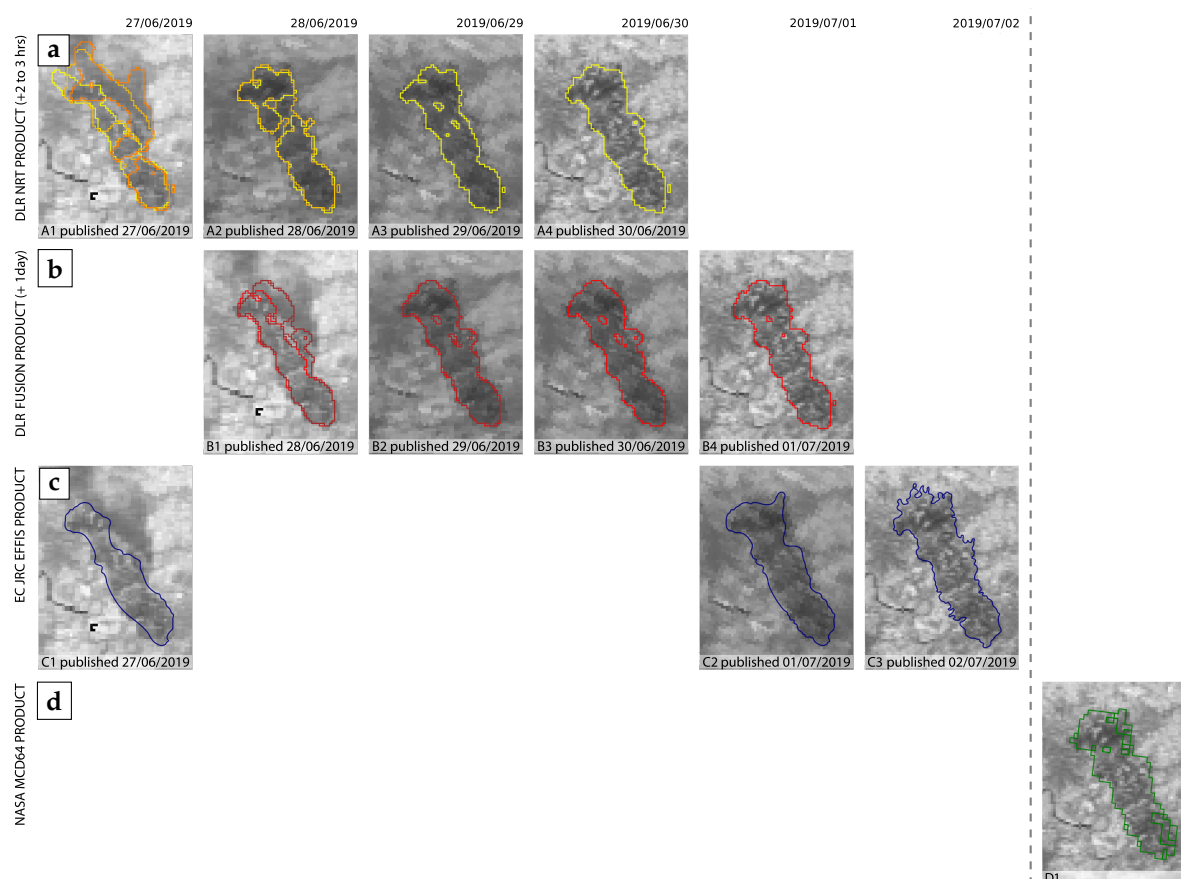 27/06/2019 28/06/2019 2019/06/29 2019/06/30 2019/07/01 2019/07/02
DLR NRT PRODUCT (+2 to 3 hrs)
a
A1 published 27/06/2019
A2 published 28/06/2019
A3 published 29/06/2019
A4 published 30/06/2019
DLR FUSION PRODUCT (+ 1day)
b
B1 published 28/06/2019
B2 published 29/06/2019
B3 published 30/06/2019
B4 published 01/07/2019
EC JRC EFFIS PRODUCT
c
C1 published 27/06/2019
C2 published 01/07/2019
C3 published 02/07/2019
NASA MCD64 PRODUCT
d
D1